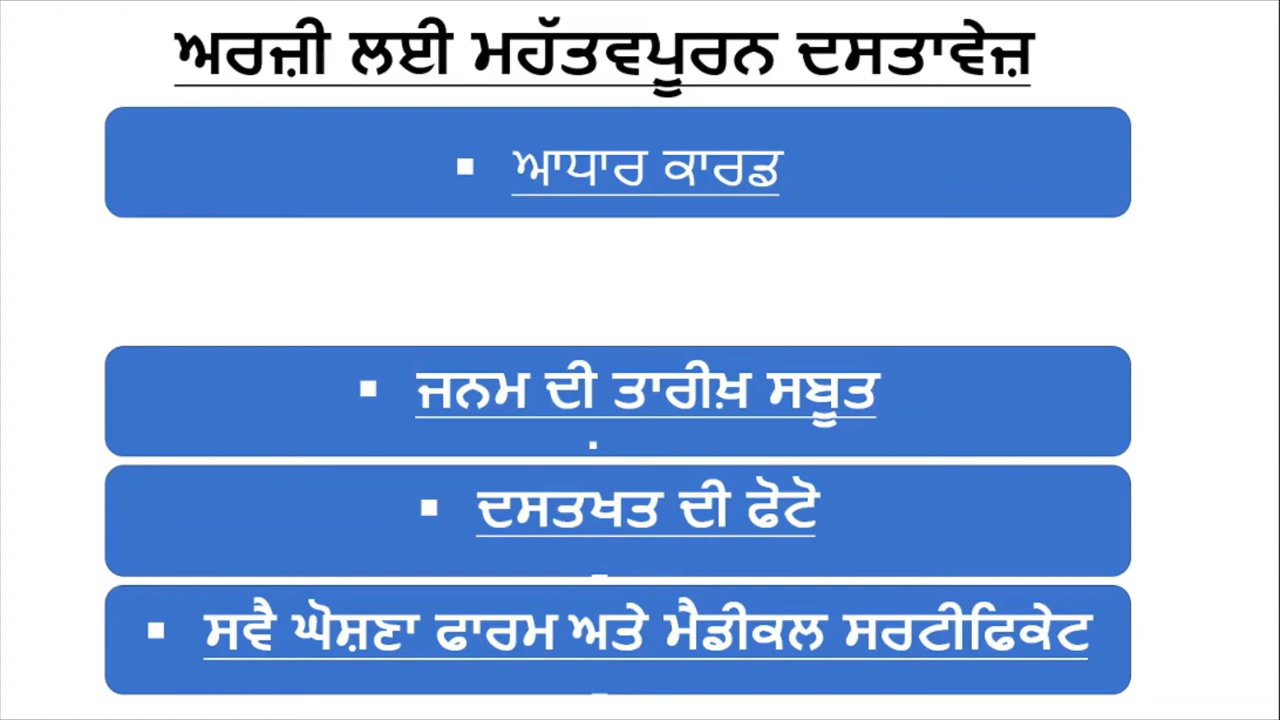 ਅਰਜ਼ੀ ਲਈ ਮਹੱਤਵਪੂਰਨ ਦਸਤਾਵੇਜ਼
▪ ਆਧਾਰ ਕਾਰਡ
▪ ਜਨਮ ਦੀ ਤਾਰੀਖ਼ ਸਬੂਤ
.
▪ ਦਸਤਖਤ ਦੀ ਫੋਟੋ
▪ ਸਵੈ ਘੋਸ਼ਣਾ ਫਾਰਮ ਅਤੇ ਮੈਡੀਕਲ ਸਰਟੀਫਿਕੇਟ